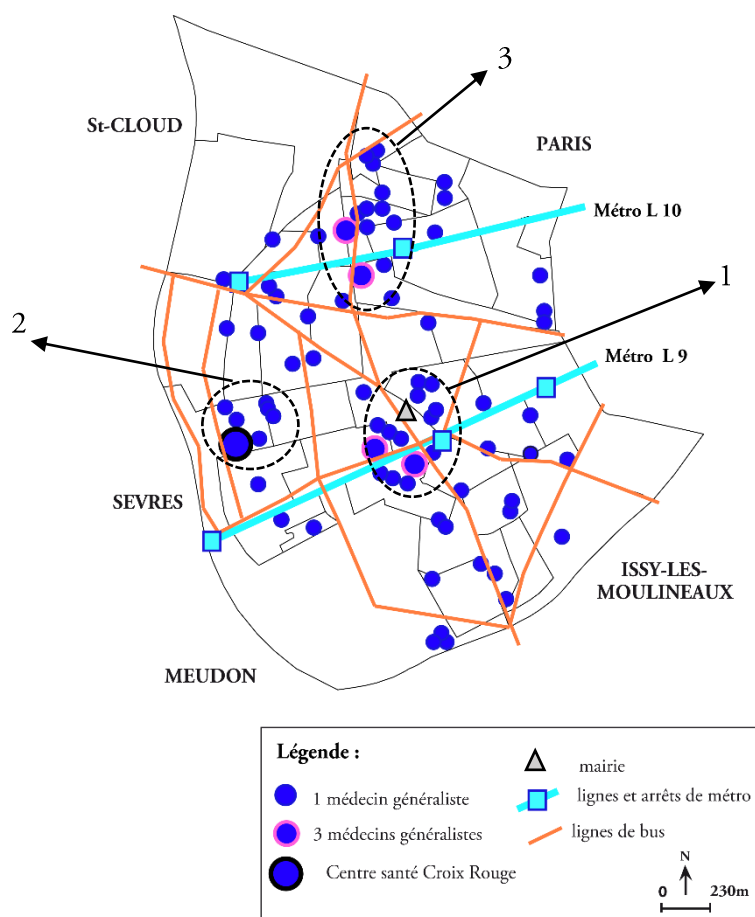 3
St-CLOUD
PARIS
Métro L 10
1
2
Métro L 9
SEVRES
ISSY-LES-
MOULINEAUX
MEUDON
Légende :
mairie
1 médecin généraliste
lignes et arrêts de métro
3 médecins généralistes
lignes de bus
Centre santé Croix Rouge
N
0 230m